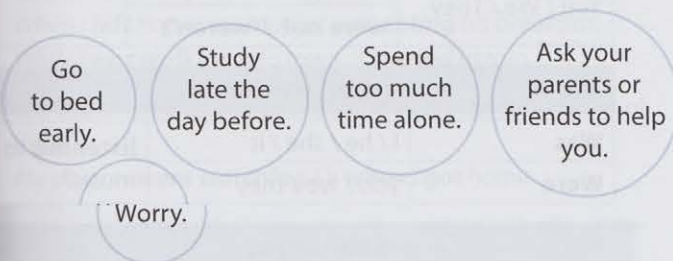 Go
to bed
early.
Study
late the
day before.
Spend
too much
time alone.
Ask your
parents or
friends to help
you.
Worry.